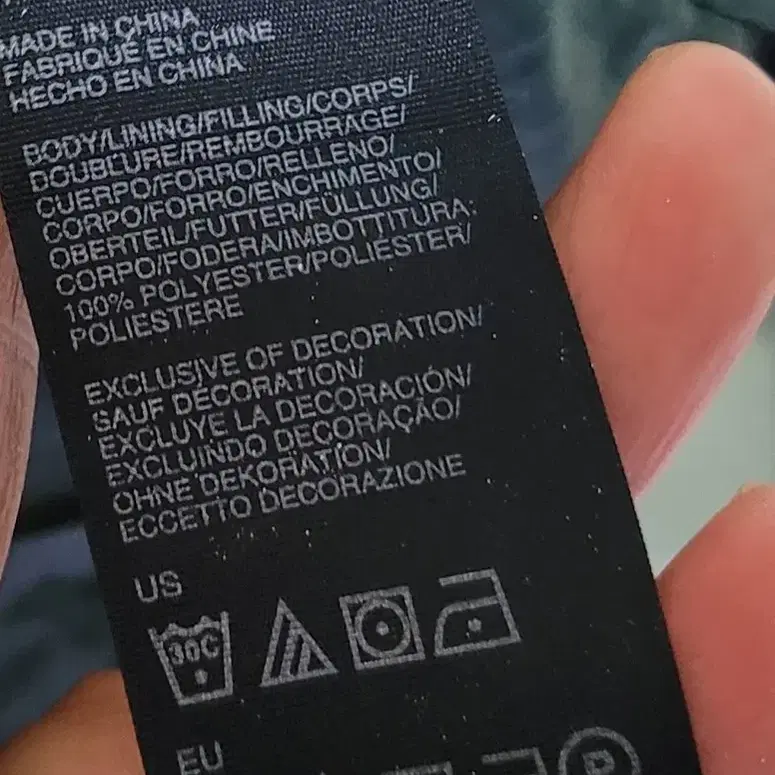 MADE IN CHINA
FABRIQUÉ EN CHINE
HECHO EN CHINA
BODY/LINING/FILLING/CORPS/
DOUBLURE/REMBOURRAGE/
CUERPO/FORRO/RELLENO/
CORPO/FORRO/ENCHIMENTO/
OBERTEIL/FUTTER/FÜLLUNG/
CORPO/FODERA/IMBOTTITURA:
100% POLYESTER/POLIÉSTER/
POLIESTERE
EXCLUSIVE OF DECORATION/
SAUF DÉCORATION/
EXCLUYE LA DECORACIÓN/
EXCLUINDO DECORAÇÃO/
OHNE DEKORATION/
ECCETTO DECORAZIONE
US
30C
EU
P